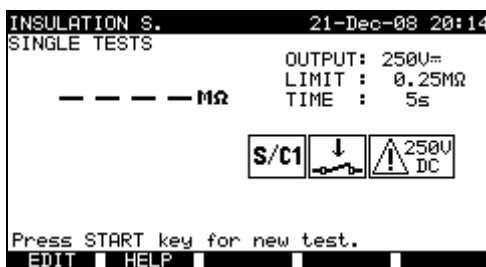 INSULATION S. 21-Dec-08 20:14
SINGLE TESTS
OUTPUT: 250V⎓
LIMIT : 0.25MΩ
– – – – MΩ
TIME : 5s
S/C1
250V
DC
Press START key for new test.
EDIT HELP